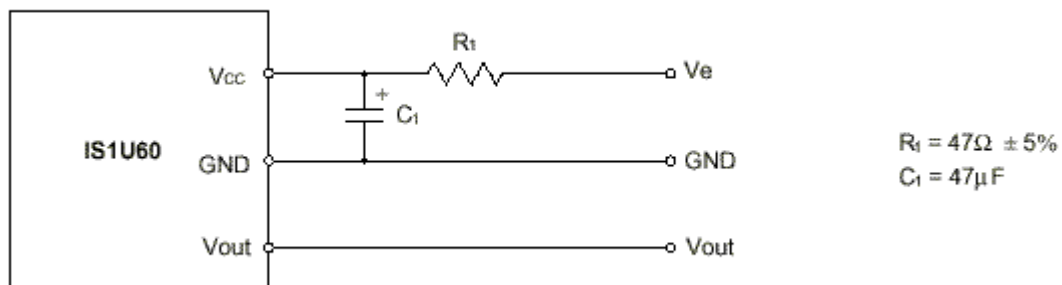 R₁
Vcc
Ve
+
C₁
IS1U60
GND
GND
R₁ = 47Ω ± 5%
C₁ = 47μF
Vout
Vout